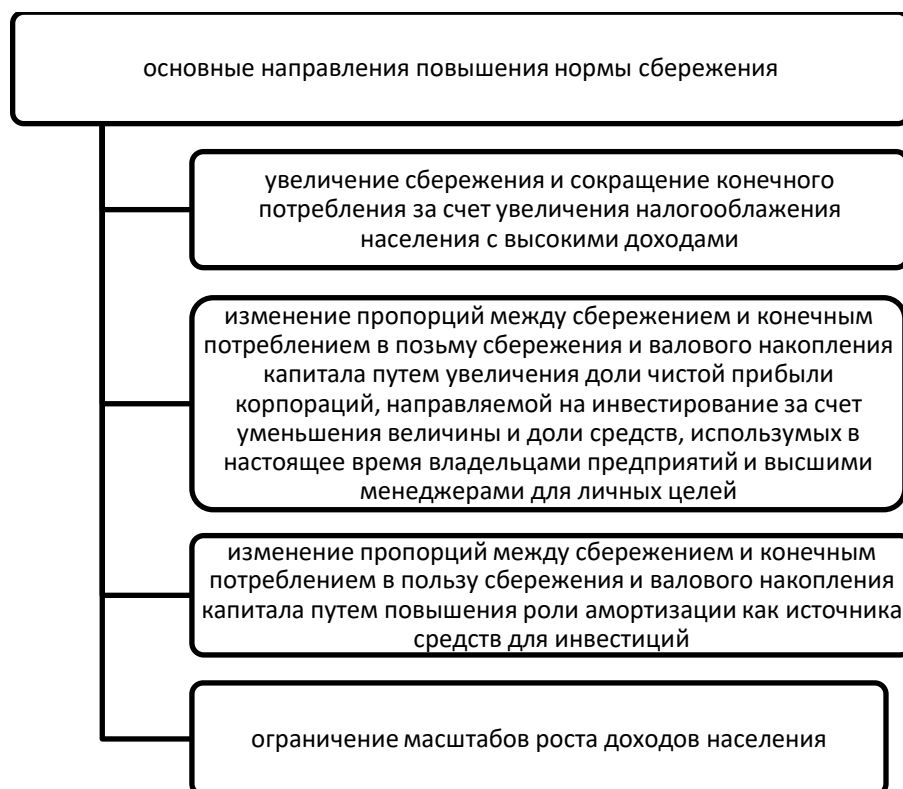 основные направления повышения нормы сбережения
увеличение сбережения и сокращение конечного
потребления за счет увеличения налогооблажения
населения с высокими доходами
изменение пропорций между сбережением и конечным
потреблением в позьму сбережения и валового накопления
капитала путем увеличения доли чистой прибыли
корпораций, направляемой на инвестирование за счет
уменьшения величины и доли средств, использумых в
настоящее время владельцами предприятий и высшими
менеджерами для личных целей
изменение пропорций между сбережением и конечным
потреблением в пользу сбережения и валового накопления
капитала путем повышения роли амортизации как источника
средств для инвестиций
ограничение масштабов роста доходов населения